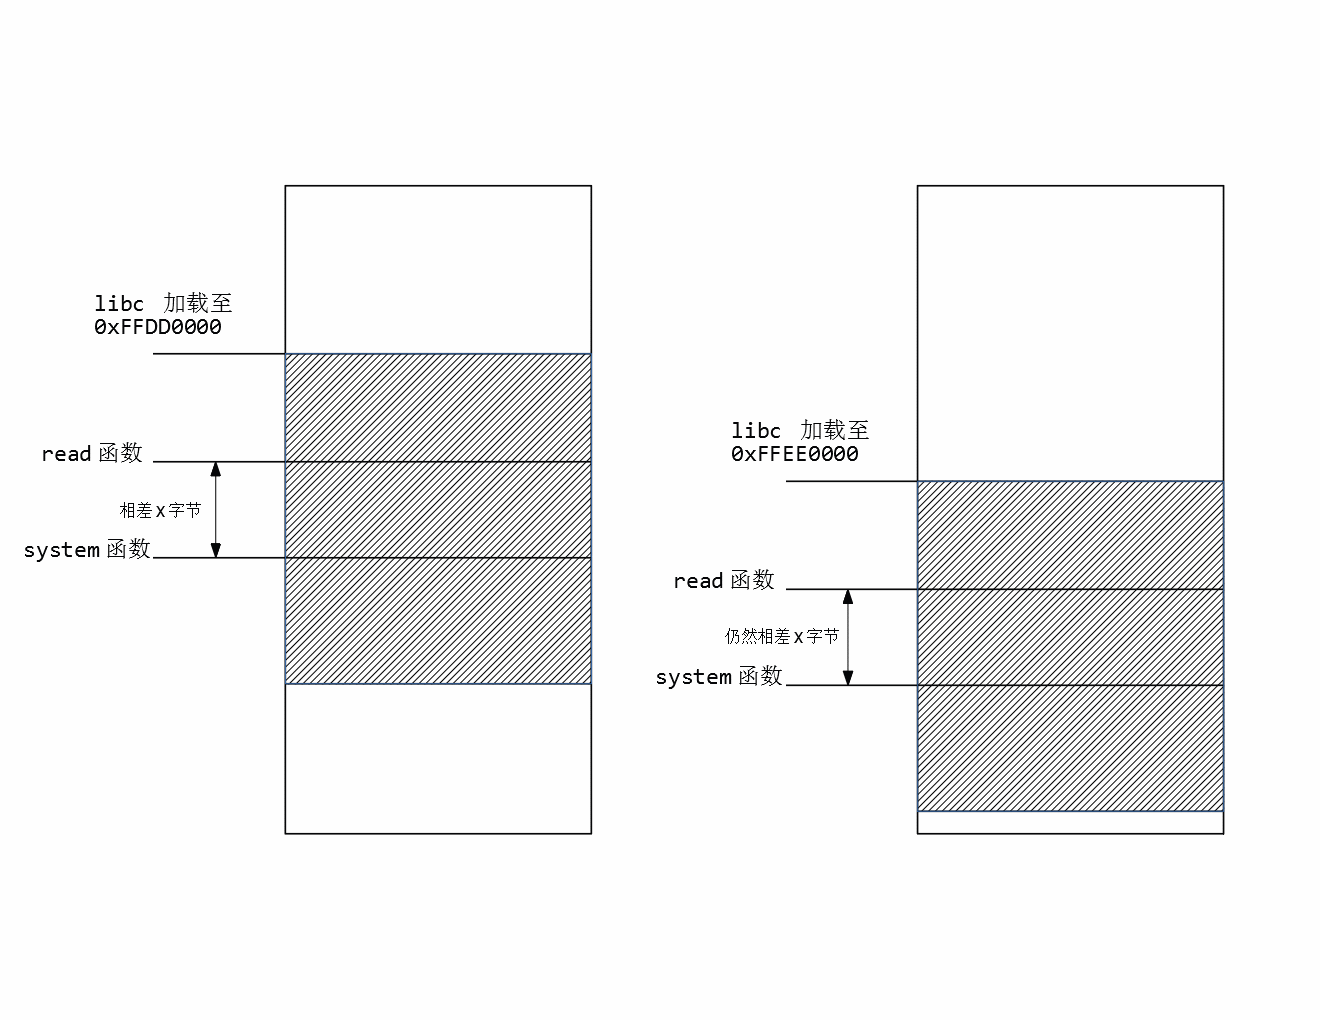 libc 加载至
0xFFDD0000
read 函数
相差 x 字节
system 函数
libc 加载至
0xFFEE0000
read 函数
仍然相差 x 字节
system 函数